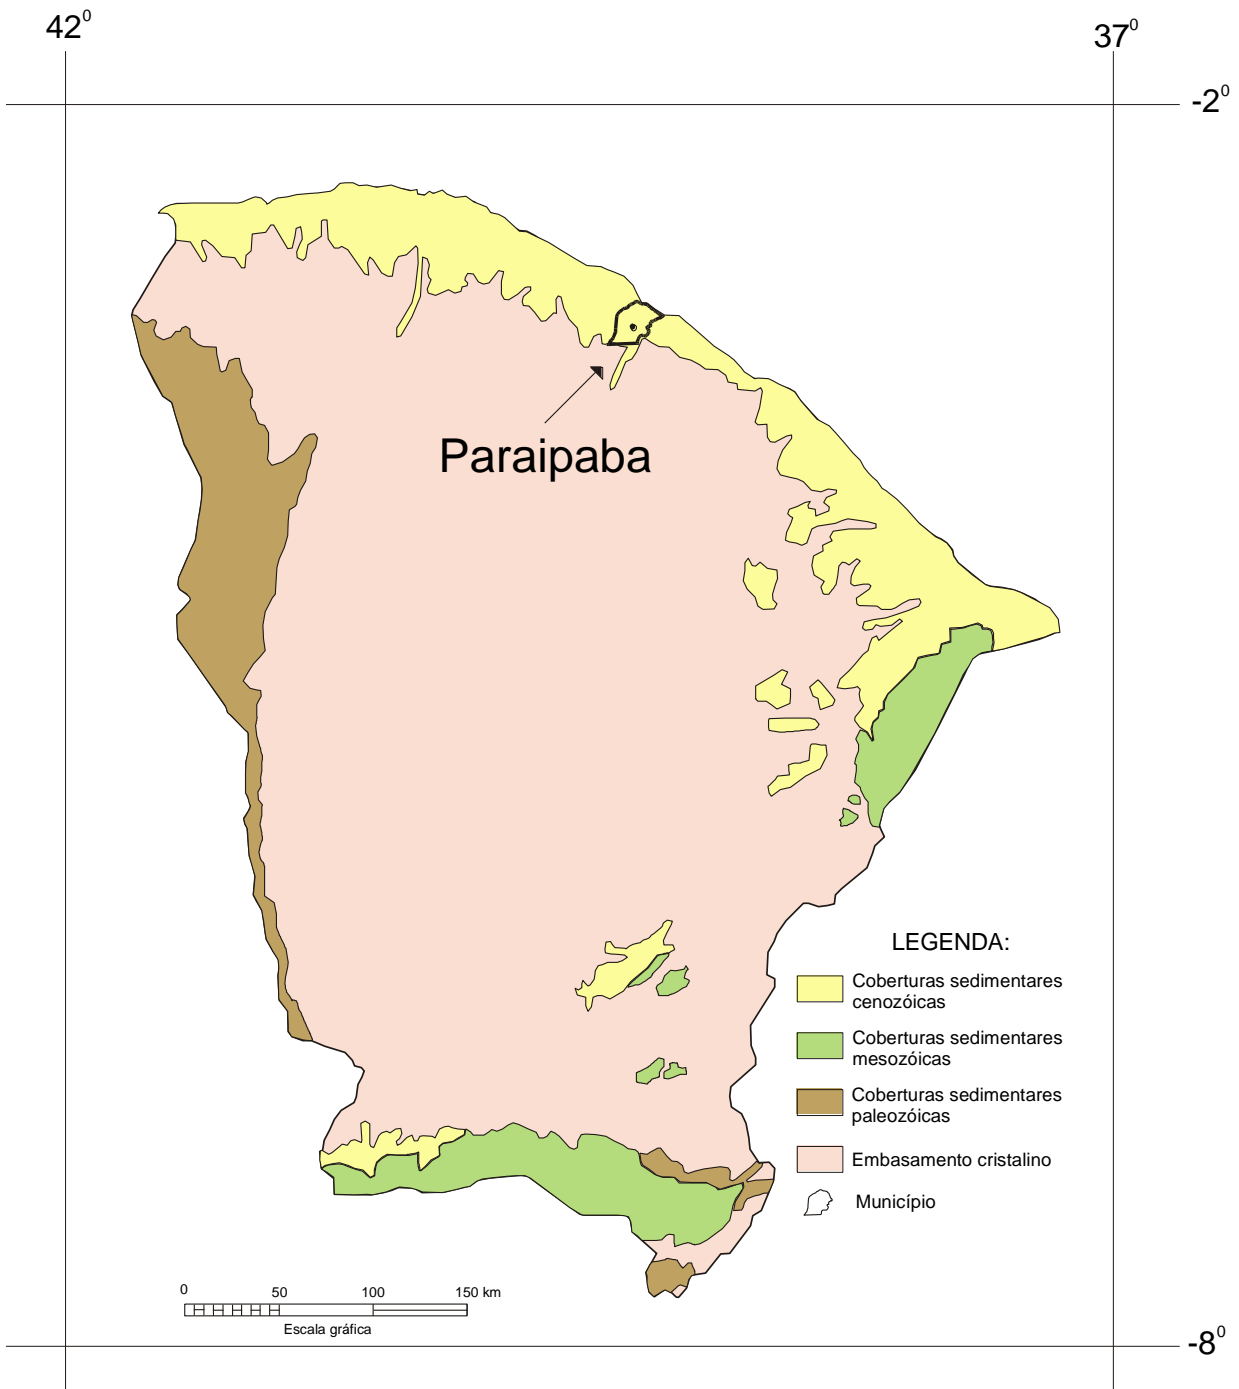 42⁰
37⁰
-2⁰
Paraipaba
LEGENDA:
Coberturas sedimentares
cenozóicas
Coberturas sedimentares
mesozóicas
Coberturas sedimentares
paleozóicas
Embasamento cristalino
Município
0 50 100 150 km
Escala gráfica
-8⁰